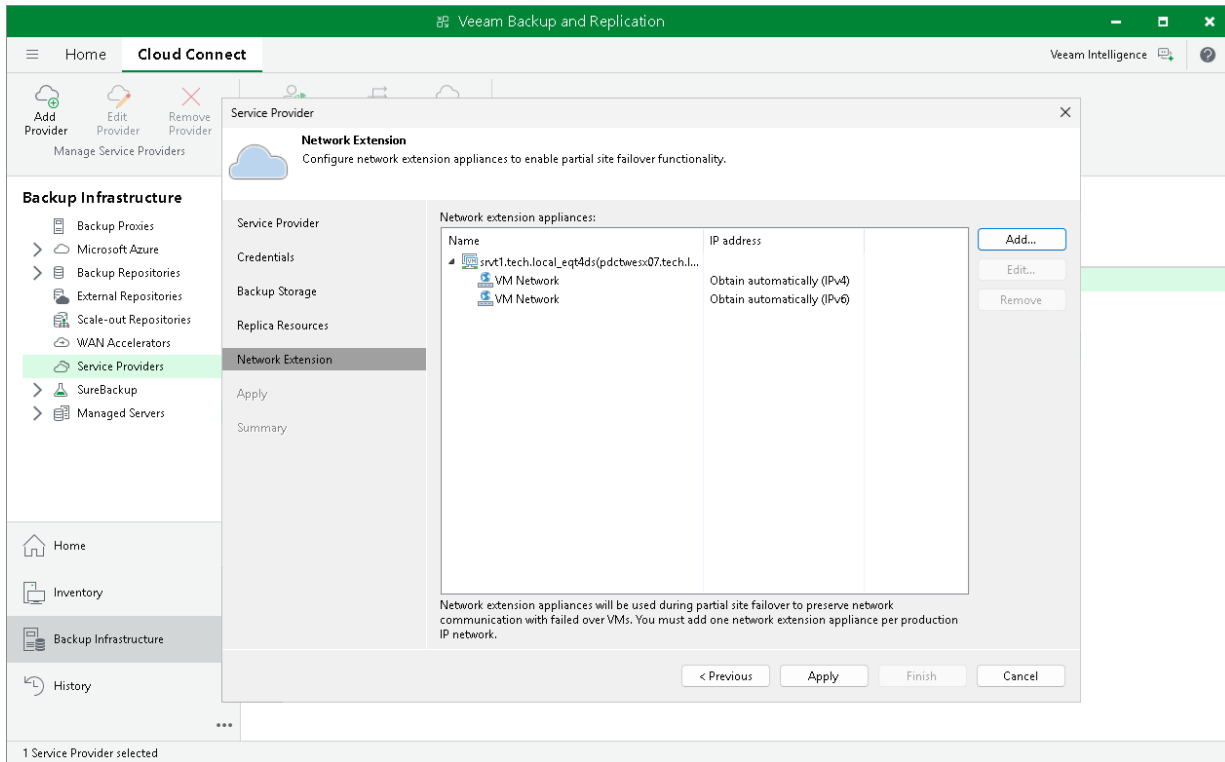 Veeam Backup and Replication
Home
Cloud Connect
Veeam Intelligence
Add Provider
Edit Provider
Remove Provider
Manage Service Providers
Service Provider
Network Extension
Configure network extension appliances to enable partial site failover functionality.
Backup Infrastructure
Backup Proxies
Microsoft Azure
Backup Repositories
External Repositories
Scale-out Repositories
WAN Accelerators
Service Providers
SureBackup
Managed Servers
Service Provider
Credentials
Backup Storage
Replica Resources
Network Extension
Apply
Summary
Network extension appliances:
Name IP address
srvt1.tech.local_eqt4ds(pdctwesx07.tech.l...
VM Network Obtain automatically (IPv4)
VM Network Obtain automatically (IPv6)
Add...
Edit...
Remove
Network extension appliances will be used during partial site failover to preserve network
communication with failed over VMs. You must add one network extension appliance per production
IP network.
< Previous Apply Finish Cancel
Home
Inventory
Backup Infrastructure
History
1 Service Provider selected